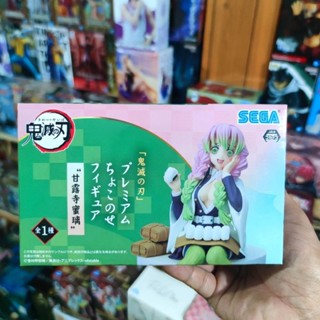 鬼滅の刃
SEGA
「鬼滅の刃」
プレミアム
ちょこのせ
フィギュア
“甘露寺蜜璃”
全1種